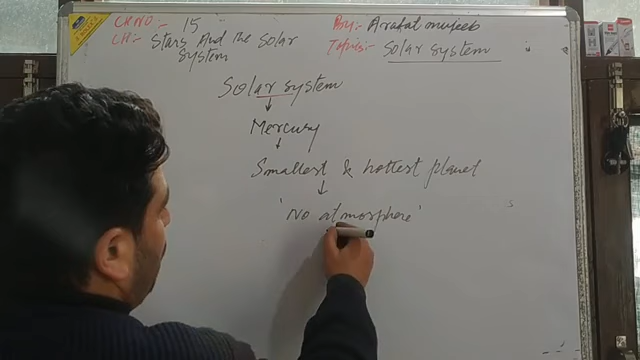 CH NO :- 15
CH:- Stars And the Solar
System
By:- Arafat mujeeb
Topic:- Solar system
Solar system
Mercury
Smallest & hottest planet
'No atmosphere'
s